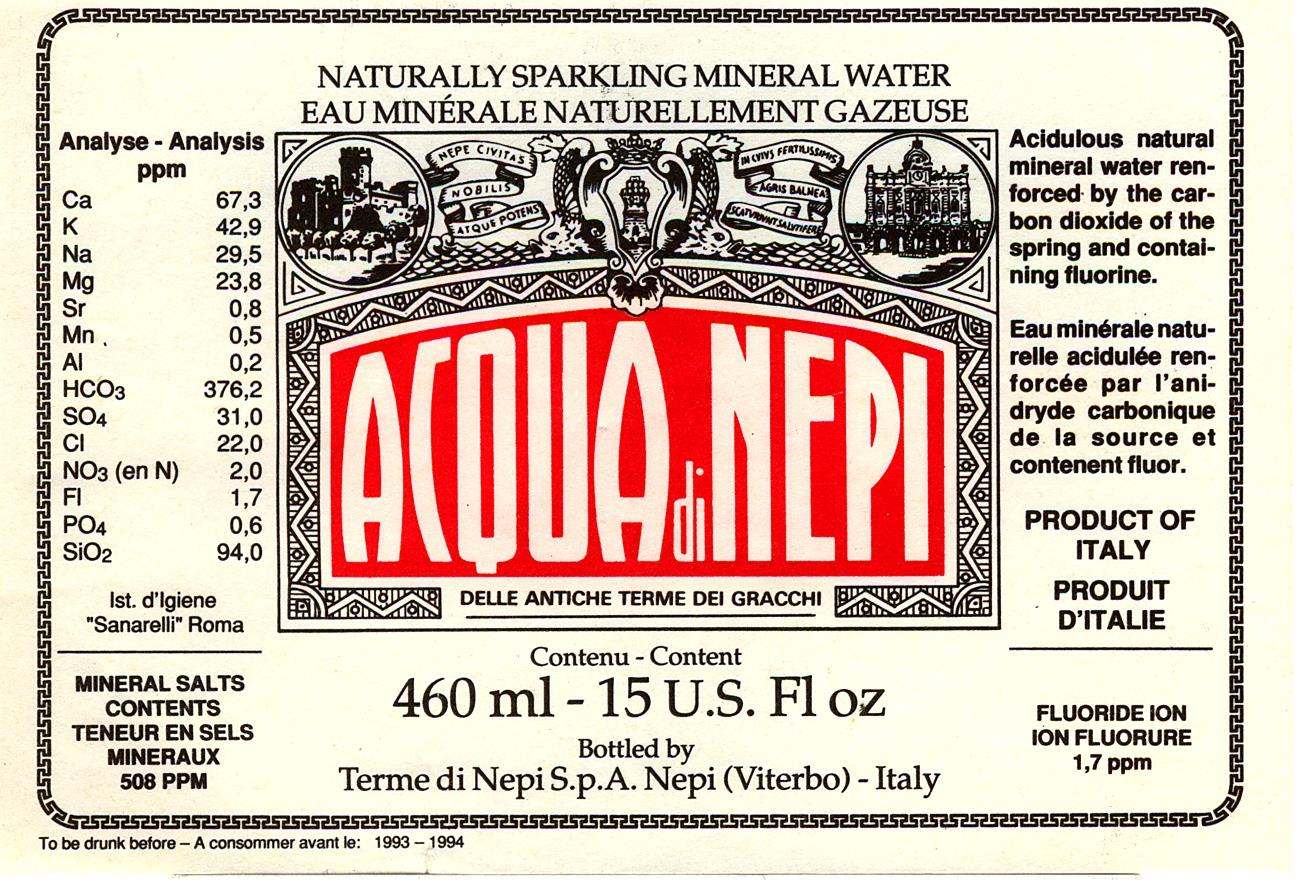 NATURALLY SPARKLING MINERAL WATER
EAU MINÉRALE NATURELLEMENT GAZEUSE
Analyse - Analysis
ppm
Ca 67,3
K 42,9
Na 29,5
Mg 23,8
Sr 0,8
Mn 0,5
Al 0,2
HCO3 376,2
SO4 31,0
Cl 22,0
NO3 (en N) 2,0
Fl 1,7
PO4 0,6
SiO2 94,0
Ist. d'Igiene
"Sanarelli" Roma
MINERAL SALTS
CONTENTS
TENEUR EN SELS
MINERAUX
508 PPM
NEPE CIVITAS
NOBILIS
ATQUE POTENS
IN CVIVS FERTILISSIMIS
AGRIS BALNEA
SCATVRIVNT SALVTIFERE
ACQUA di NEPI
DELLE ANTICHE TERME DEI GRACCHI
Contenu - Content
460 ml - 15 U.S. Fl oz
Bottled by
Terme di Nepi S.p.A. Nepi (Viterbo) - Italy
Acidulous natural
mineral water ren-
forced by the car-
bon dioxide of the
spring and contai-
ning fluorine.
Eau minérale natu-
relle acidulée ren-
forcée par l'ani-
dryde carbonique
de la source et
contenent fluor.
PRODUCT OF
ITALY
PRODUIT
D'ITALIE
FLUORIDE ION
ION FLUORURE
1,7 ppm
To be drunk before – A consommer avant le: 1993 – 1994